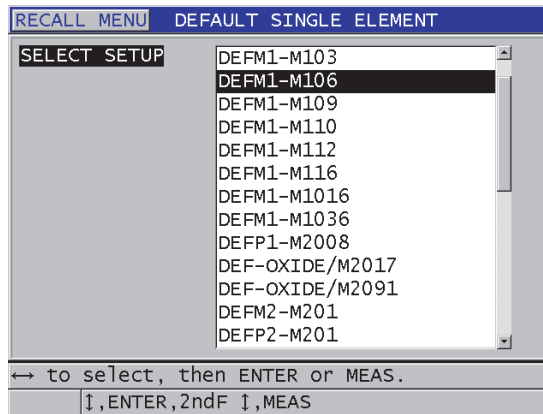 RECALL MENU DEFAULT SINGLE ELEMENT
SELECT SETUP
DEFM1-M103
DEFM1-M106
DEFM1-M109
DEFM1-M110
DEFM1-M112
DEFM1-M116
DEFM1-M1016
DEFM1-M1036
DEFP1-M2008
DEF-OXIDE/M2017
DEF-OXIDE/M2091
DEFM2-M201
DEFP2-M201
↔ to select, then ENTER or MEAS.
↕,ENTER,2ndF ↕,MEAS